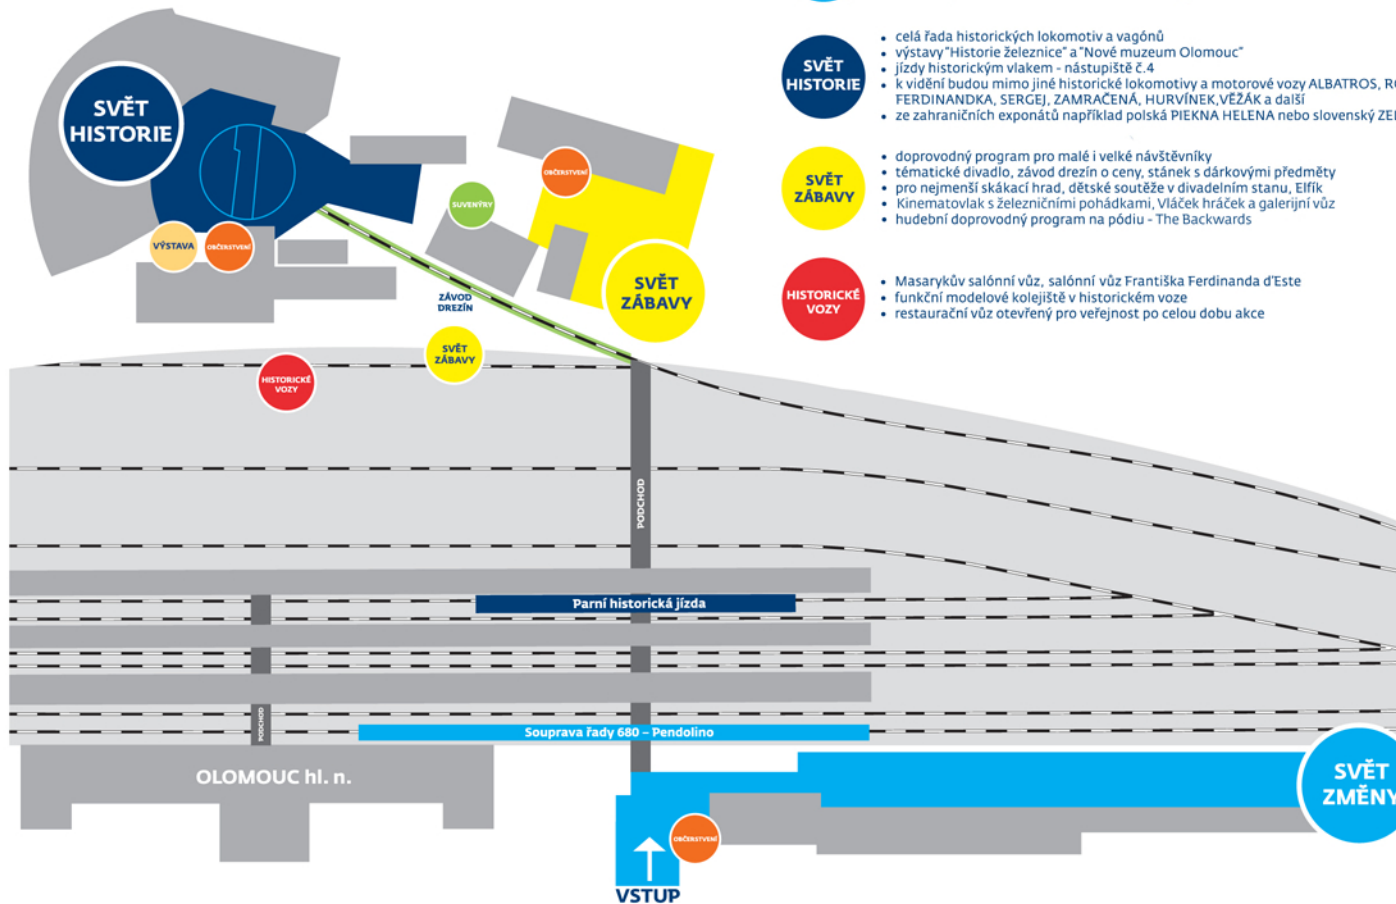 SVĚT
HISTORIE
• celá řada historických lokomotiv a vagónů
• výstavy "Historie železnice" a "Nové muzeum Olomouc"
• jízdy historickým vlakem - nástupiště č.4
• k vidění budou mimo jiné historické lokomotivy a motorové vozy ALBATROS,
FERDINANDKA, SERGEJ, ZAMRAČENÁ, HURVÍNEK,VĚŽÁK a další
• ze zahraničních exponátů například polská PIEKNA HELENA nebo slovenský
SVĚT
ZÁBAVY
• doprovodný program pro malé i velké návštěvníky
• tématické divadlo, závod drezín o ceny, stánek s dárkovými předměty
• pro nejmenší skákací hrad, dětské soutěže v divadelním stanu, Elfík
• Kinematovlak s železničními pohádkami, Vláček hráček a galerijní vůz
• hudební doprovodný program na pódiu - The Backwards
HISTORICKÉ
VOZY
• Masarykův salónní vůz, salónní vůz Františka Ferdinanda d'Este
• funkční modelové kolejiště v historickém voze
• restaurační vůz otevřený pro veřejnost po celou dobu akce
SVĚT
HISTORIE
1
OBČERSTVENÍ
SUVENÝRY
VÝSTAVA
OBČERSTVENÍ
SVĚT
ZÁBAVY
ZÁVOD
DREZÍN
SVĚT
ZÁBAVY
HISTORICKÉ
VOZY
PODCHOD
Parní historická jízda
PODCHOD
Souprava řady 680 – Pendolino
OLOMOUC hl. n.
SVĚT
ZMĚNY
OBČERSTVENÍ
VSTUP